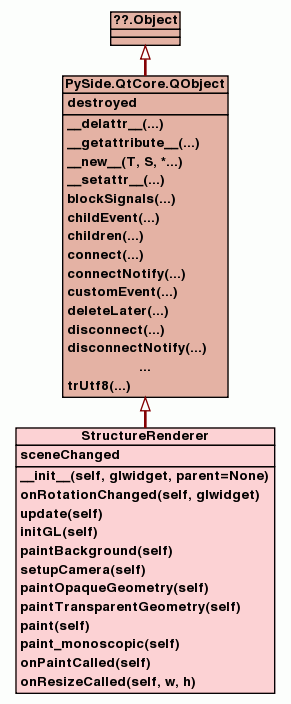 ??.Object
PySide.QtCore.QObject
destroyed
__delattr__(...)
__getattribute__(...)
__new__(T, S, *...)
__setattr__(...)
blockSignals(...)
childEvent(...)
children(...)
connect(...)
connectNotify(...)
customEvent(...)
deleteLater(...)
disconnect(...)
disconnectNotify(...)
...
trUtf8(...)
StructureRenderer
sceneChanged
__init__(self, glwidget, parent=None)
onRotationChanged(self, glwidget)
update(self)
initGL(self)
paintBackground(self)
setupCamera(self)
paintOpaqueGeometry(self)
paintTransparentGeometry(self)
paint(self)
paint_monoscopic(self)
onPaintCalled(self)
onResizeCalled(self, w, h)